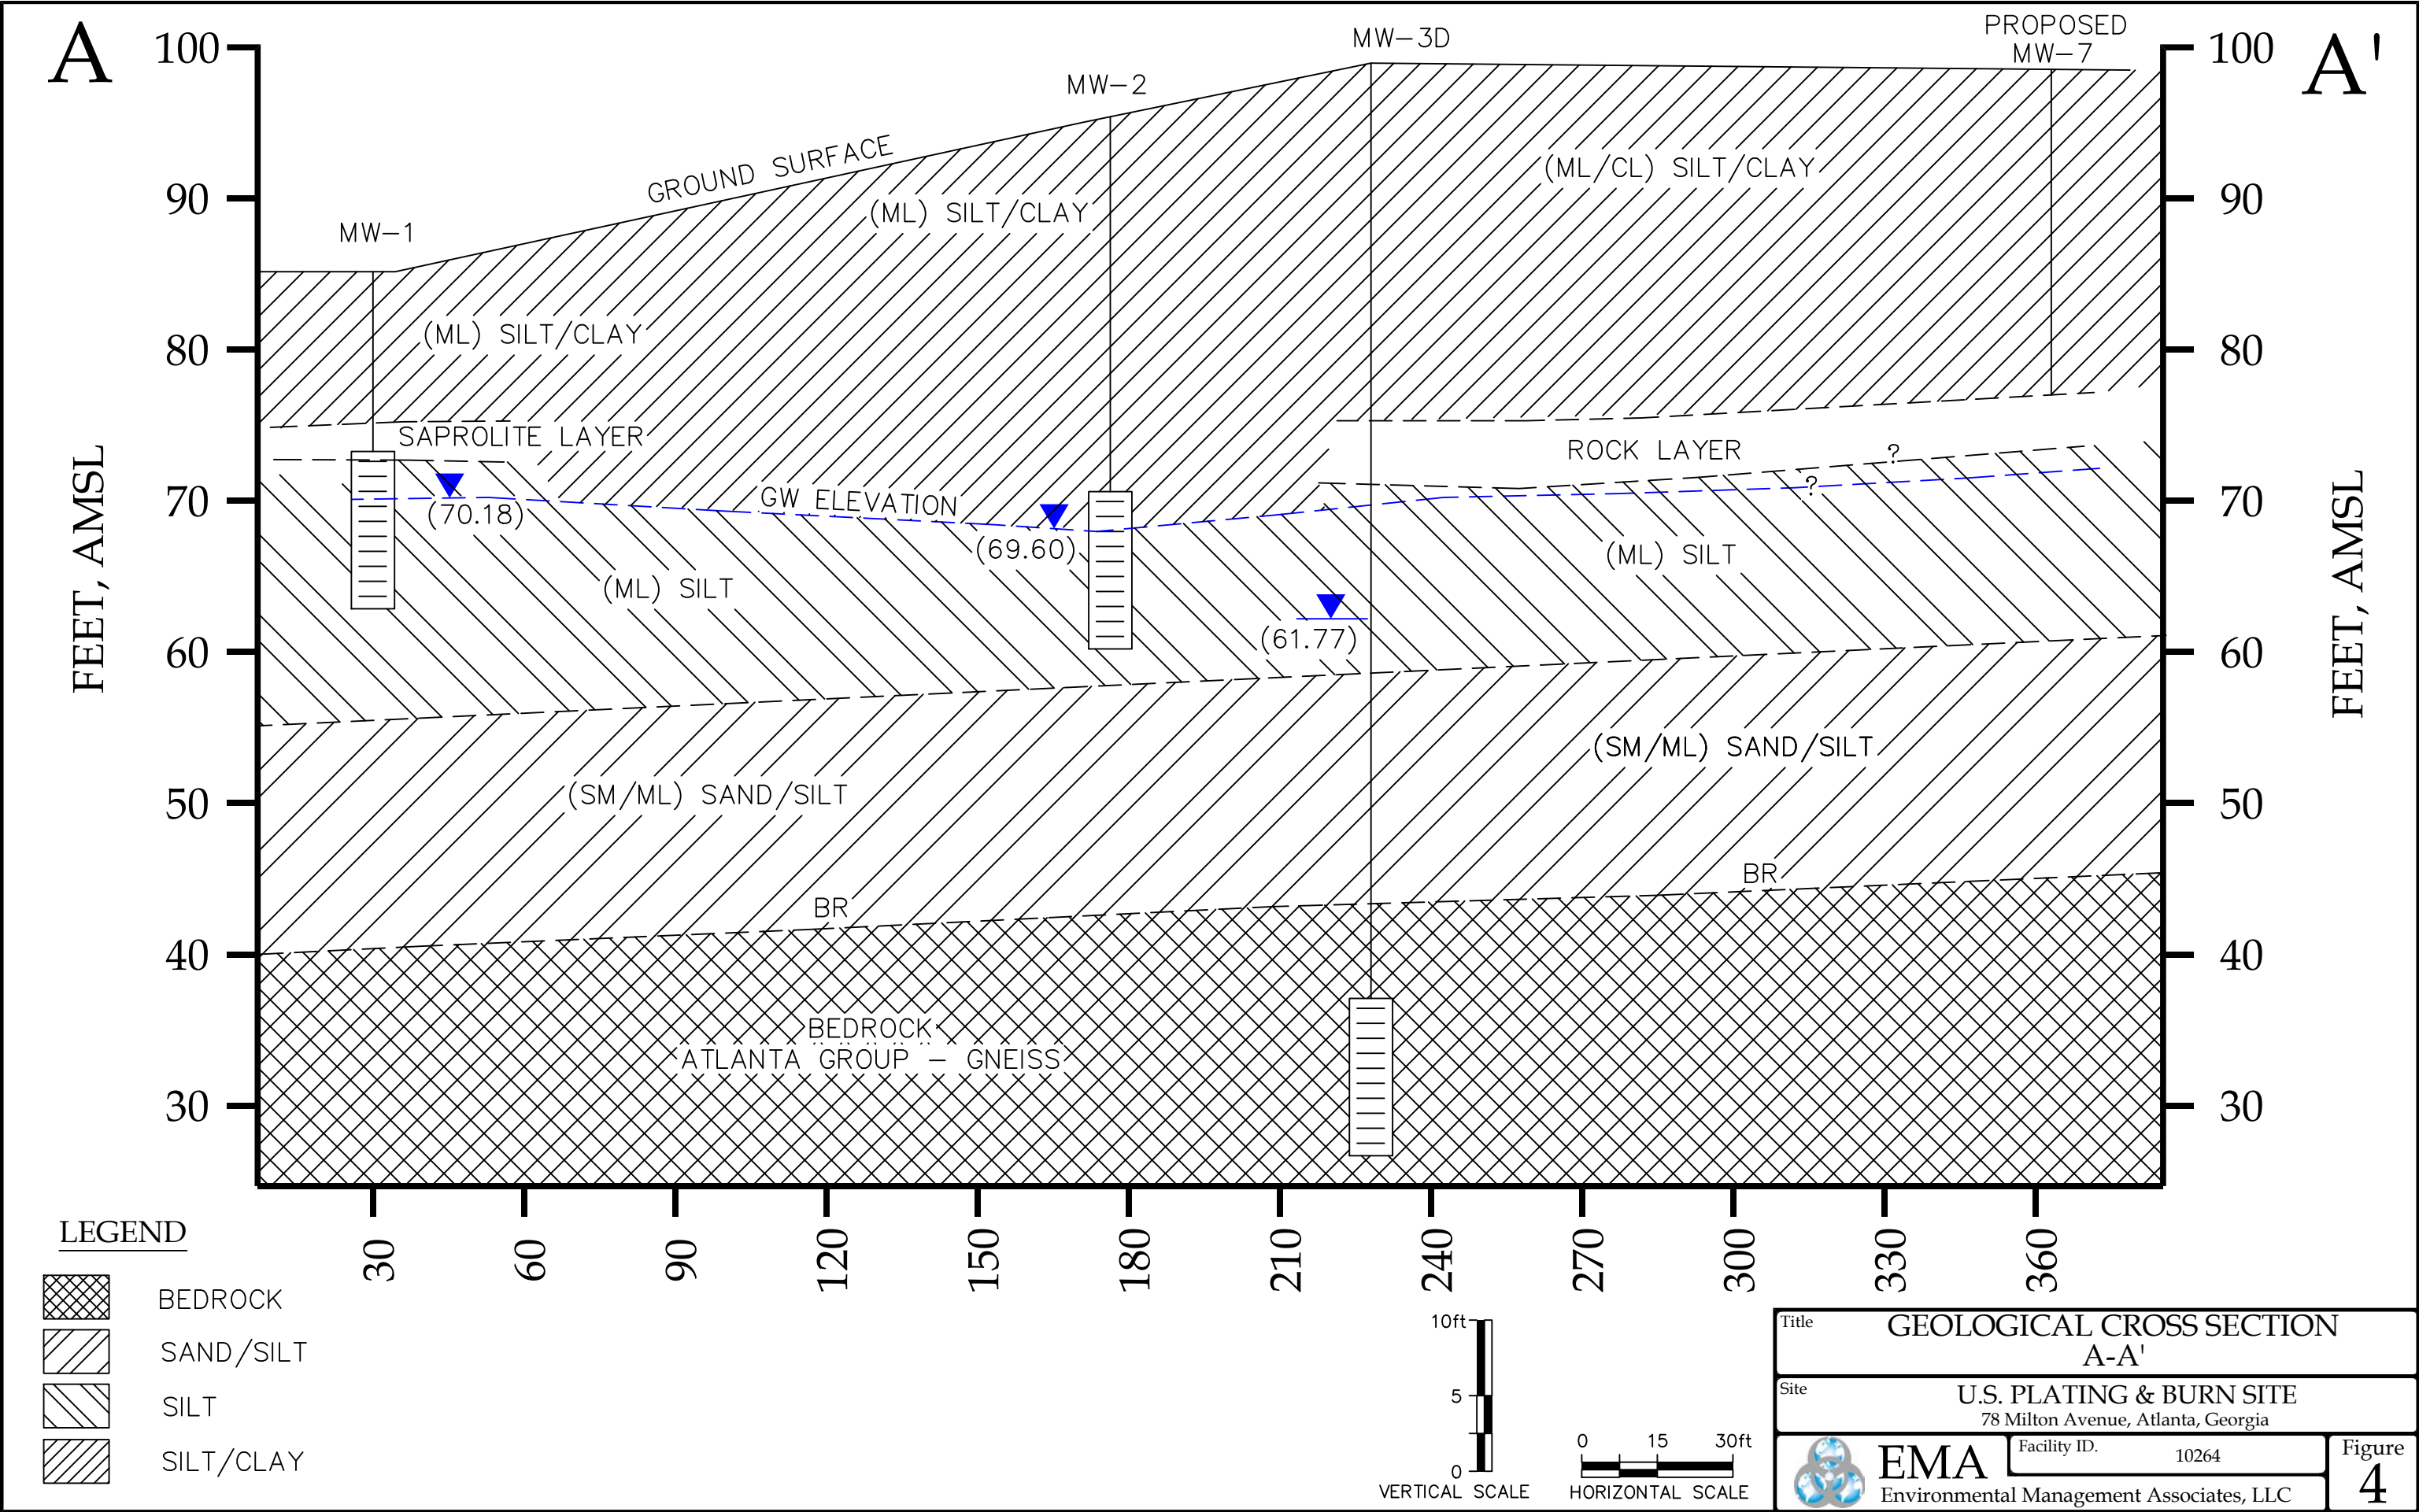 A
A'
PROPOSED
MW-7
MW-3D
MW-2
MW-1
100
90
80
70
60
50
40
30
FEET, AMSL
100
90
80
70
60
50
40
30
FEET, AMSL
GROUND SURFACE
(ML/CL) SILT/CLAY
(ML) SILT/CLAY
(ML) SILT/CLAY
SAPROLITE LAYER
ROCK LAYER
?
?
GW ELEVATION
(70.18)
(69.60)
(61.77)
(ML) SILT
(ML) SILT
(SM/ML) SAND/SILT
(SM/ML) SAND/SILT
BR
BR
BEDROCK
ATLANTA GROUP - GNEISS
30
60
90
120
150
180
210
240
270
300
330
360
LEGEND
BEDROCK
SAND/SILT
SILT
SILT/CLAY
10ft
5
0
VERTICAL SCALE
0 15 30ft
HORIZONTAL SCALE
Title
GEOLOGICAL CROSS SECTION
A-A'
Site
U.S. PLATING & BURN SITE
78 Milton Avenue, Atlanta, Georgia
EMA
Environmental Management Associates, LLC
Facility ID.
10264
Figure
4